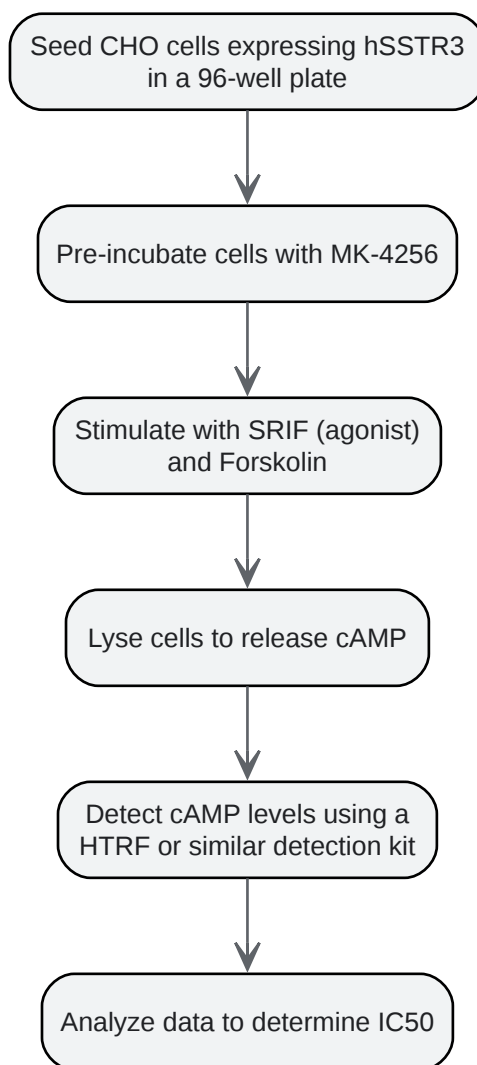 Seed CHO cells expressing hSSTR3
in a 96-well plate
Pre-incubate cells with MK-4256
Stimulate with SRIF (agonist)
and Forskolin
Lyse cells to release cAMP
Detect cAMP levels using a
HTRF or similar detection kit
Analyze data to determine IC50